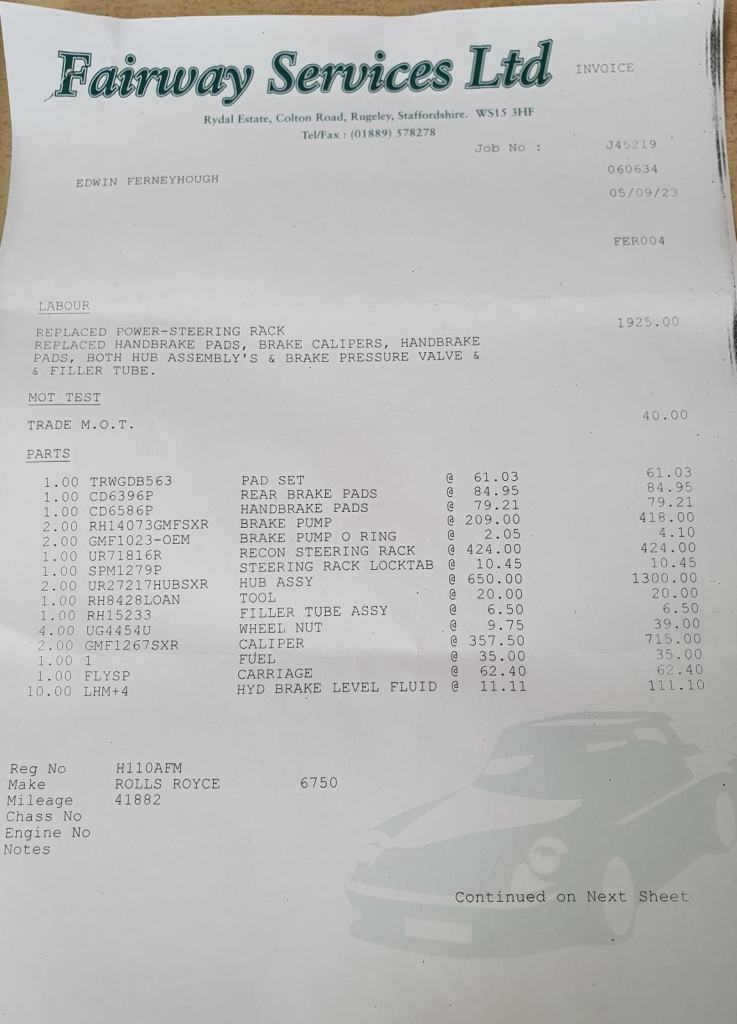 Fairway Services Ltd INVOICE
Rydal Estate, Colton Road, Rugeley, Staffordshire. WS15 3HF
Tel/Fax : (01889) 578278
Job No : J45219
060634
EDWIN FERNEYHOUGH
05/09/23
FER004
LABOUR
1925.00
REPLACED POWER-STEERING RACK
REPLACED HANDBRAKE PADS, BRAKE CALIPERS, HANDBRAKE
PADS, BOTH HUB ASSEMBLY'S & BRAKE PRESSURE VALVE &
& FILLER TUBE.
MOT TEST
TRADE M.O.T. 40.00
PARTS
1.00 TRWGDB563 PAD SET @ 61.03 61.03
1.00 CD6396P REAR BRAKE PADS @ 84.95 84.95
1.00 CD6586P HANDBRAKE PADS @ 79.21 79.21
2.00 RH14073GMFSXR BRAKE PUMP @ 209.00 418.00
2.00 GMF1023-OEM BRAKE PUMP O RING @ 2.05 4.10
1.00 UR71816R RECON STEERING RACK @ 424.00 424.00
1.00 SPM1279P STEERING RACK LOCKTAB @ 10.45 10.45
2.00 UR27217HUBSXR HUB ASSY @ 650.00 1300.00
1.00 RH8428LOAN TOOL @ 20.00 20.00
1.00 RH15233 FILLER TUBE ASSY @ 6.50 6.50
4.00 UG4454U WHEEL NUT @ 9.75 39.00
2.00 GMF1267SXR CALIPER @ 357.50 715.00
1.00 1 FUEL @ 35.00 35.00
1.00 FLYSP CARRIAGE @ 62.40 62.40
10.00 LHM+4 HYD BRAKE LEVEL FLUID @ 11.11 111.10
Reg No H110AFM
Make ROLLS ROYCE 6750
Mileage 41882
Chass No
Engine No
Notes
Continued on Next Sheet